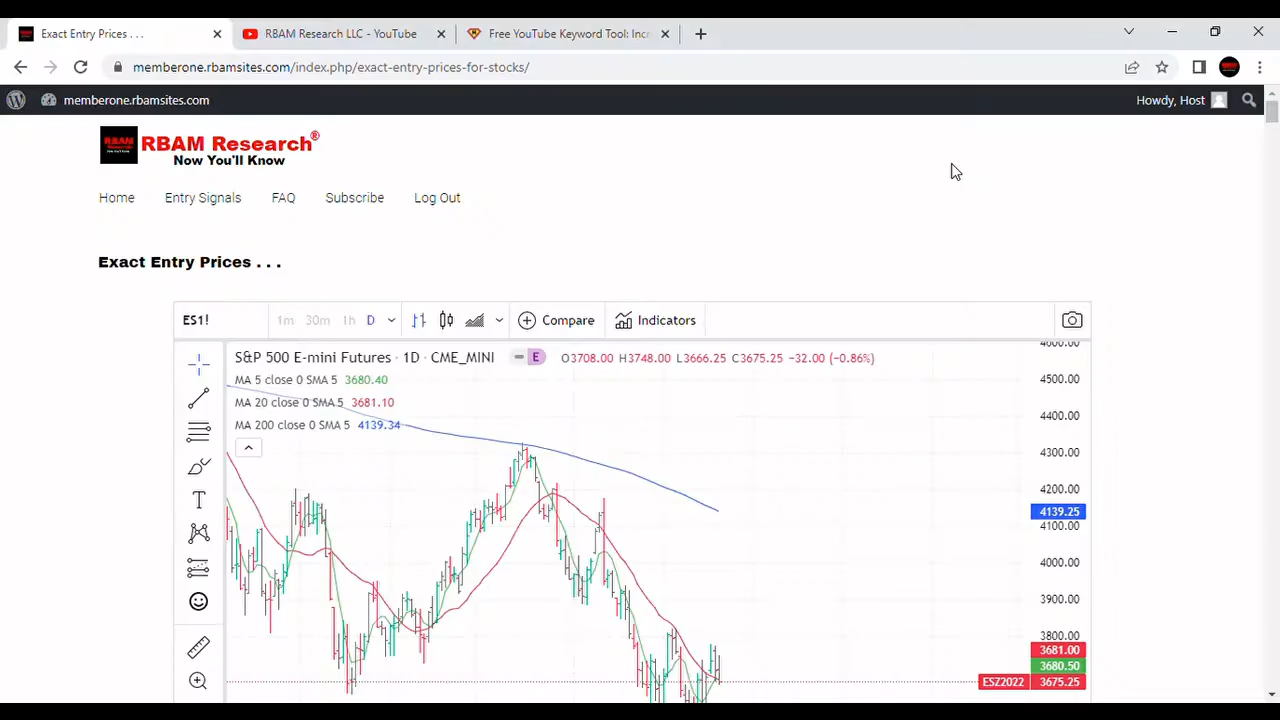 Exact Entry Prices . . .
RBAM Research LLC - YouTube
Free YouTube Keyword Tool: Incr
memberone.rbamsites.com/index.php/exact-entry-prices-for-stocks/
memberone.rbamsites.com
Howdy, Host
RBAM Research®
Now You'll Know
Home Entry Signals FAQ Subscribe Log Out
Exact Entry Prices . . .
ES1! 1m 30m 1h D Compare Indicators
S&P 500 E-mini Futures · 1D · CME_MINI E O3708.00 H3748.00 L3666.25 C3675.25 −32.00 (−0.86%)
MA 5 close 0 SMA 5 3680.40
MA 20 close 0 SMA 5 3681.10
MA 200 close 0 SMA 5 4139.34
4600.00
4500.00
4400.00
4300.00
4200.00
4139.25
4100.00
4000.00
3900.00
3800.00
3681.00
3680.50
ESZ2022 3675.25